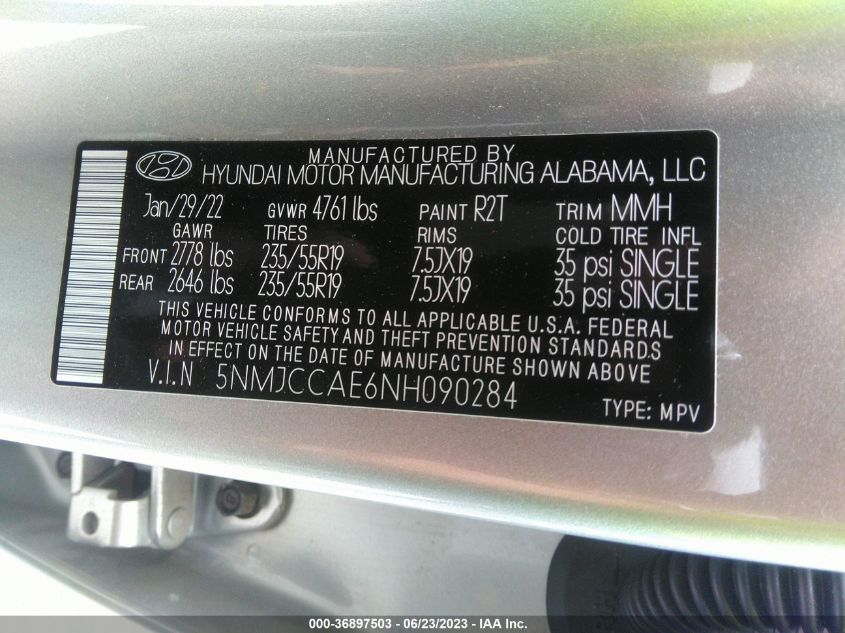 MANUFACTURED BY
HYUNDAI MOTOR MANUFACTURING ALABAMA, LLC
Jan/29/22 GVWR 4761 lbs PAINT R2T TRIM MMH
GAWR TIRES RIMS COLD TIRE INFL
FRONT 2778 lbs 235/55R19 7.5JX19 35 psi SINGLE
REAR 2646 lbs 235/55R19 7.5JX19 35 psi SINGLE
THIS VEHICLE CONFORMS TO ALL APPLICABLE U.S.A. FEDERAL
MOTOR VEHICLE SAFETY AND THEFT PREVENTION STANDARDS
IN EFFECT ON THE DATE OF MANUFACTURE SHOWN ABOVE
V.I.N 5NMJCCAE6NH090284
TYPE: MPV
000-36897503 - 06/23/2023 - IAA Inc.